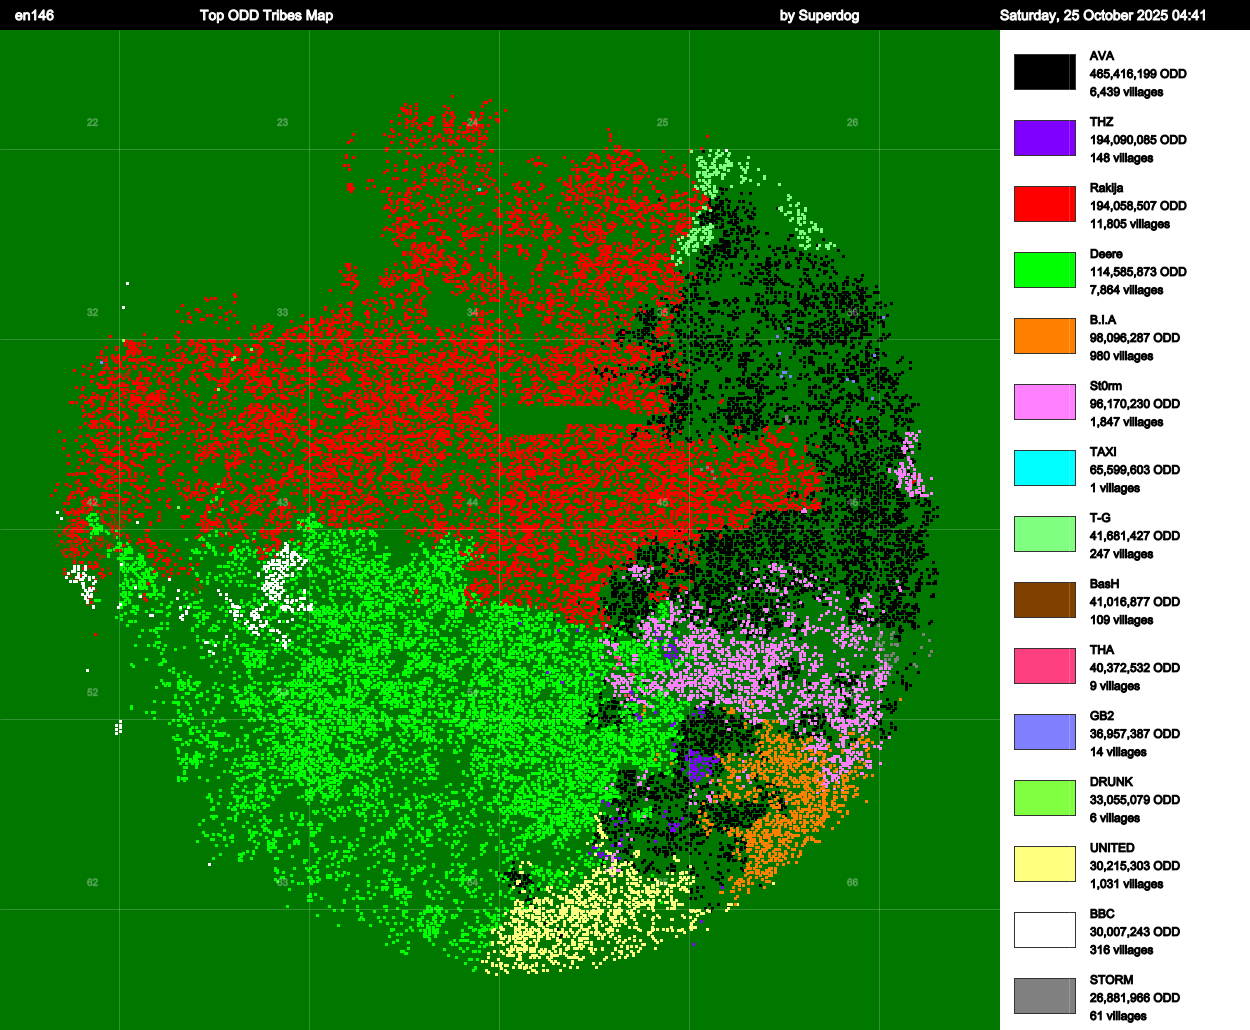 en146 Top ODD Tribes Map by Superdog Saturday, 25 October 2025 04:41
AVA
465,416,199 ODD
6,439 villages
THZ
194,090,085 ODD
148 villages
Rakija
194,058,507 ODD
11,805 villages
Deere
114,585,873 ODD
7,864 villages
B.I.A
98,096,287 ODD
980 villages
St0rm
96,170,230 ODD
1,847 villages
TAXI
65,599,603 ODD
1 villages
T-G
41,681,427 ODD
247 villages
BasH
41,016,877 ODD
109 villages
THA
40,372,532 ODD
9 villages
GB2
36,957,387 ODD
14 villages
DRUNK
33,055,079 ODD
6 villages
UNITED
30,215,303 ODD
1,031 villages
BBC
30,007,243 ODD
316 villages
STORM
26,881,966 ODD
61 villages
22 23 24 25 26
32 33 34 35
42 43 44 45
52
62 63 66